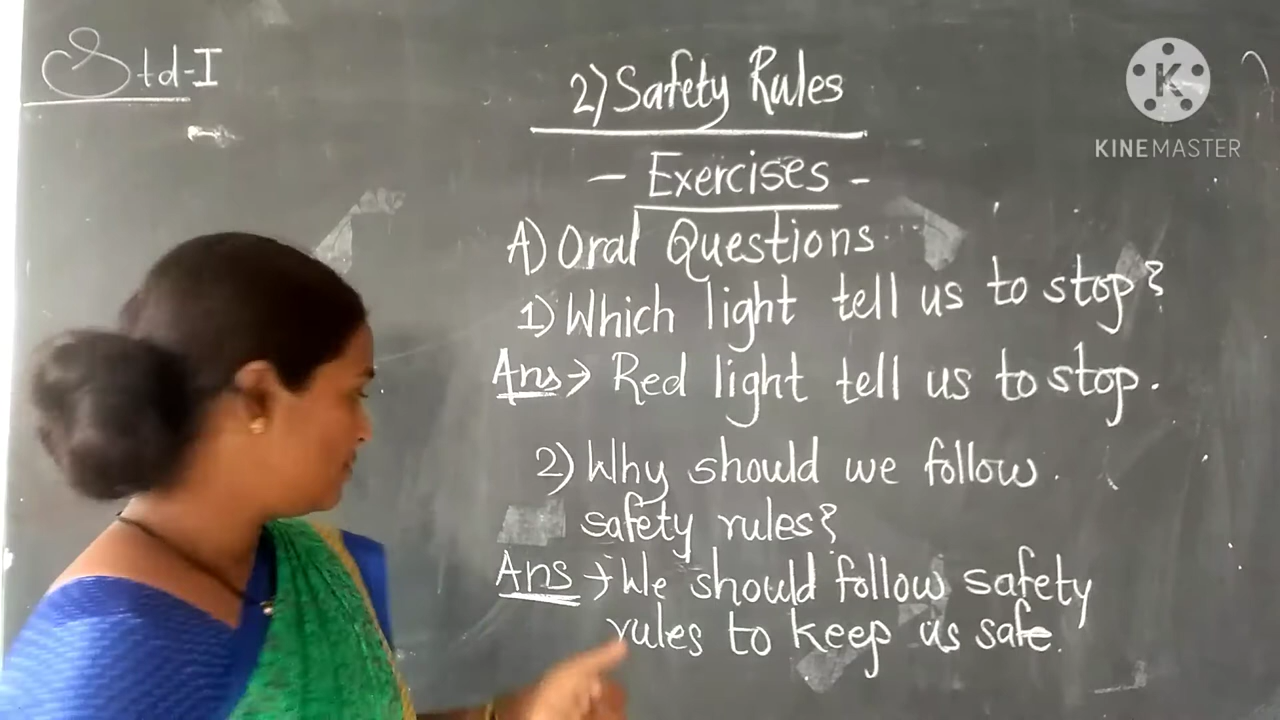 Std-I
2) Safety Rules
- Exercises -
A) Oral Questions
1) Which light tell us to stop?
Ans → Red light tell us to stop.
2) Why should we follow
safety rules?
Ans → We should follow safety
rules to keep us safe.
K
KINEMASTER